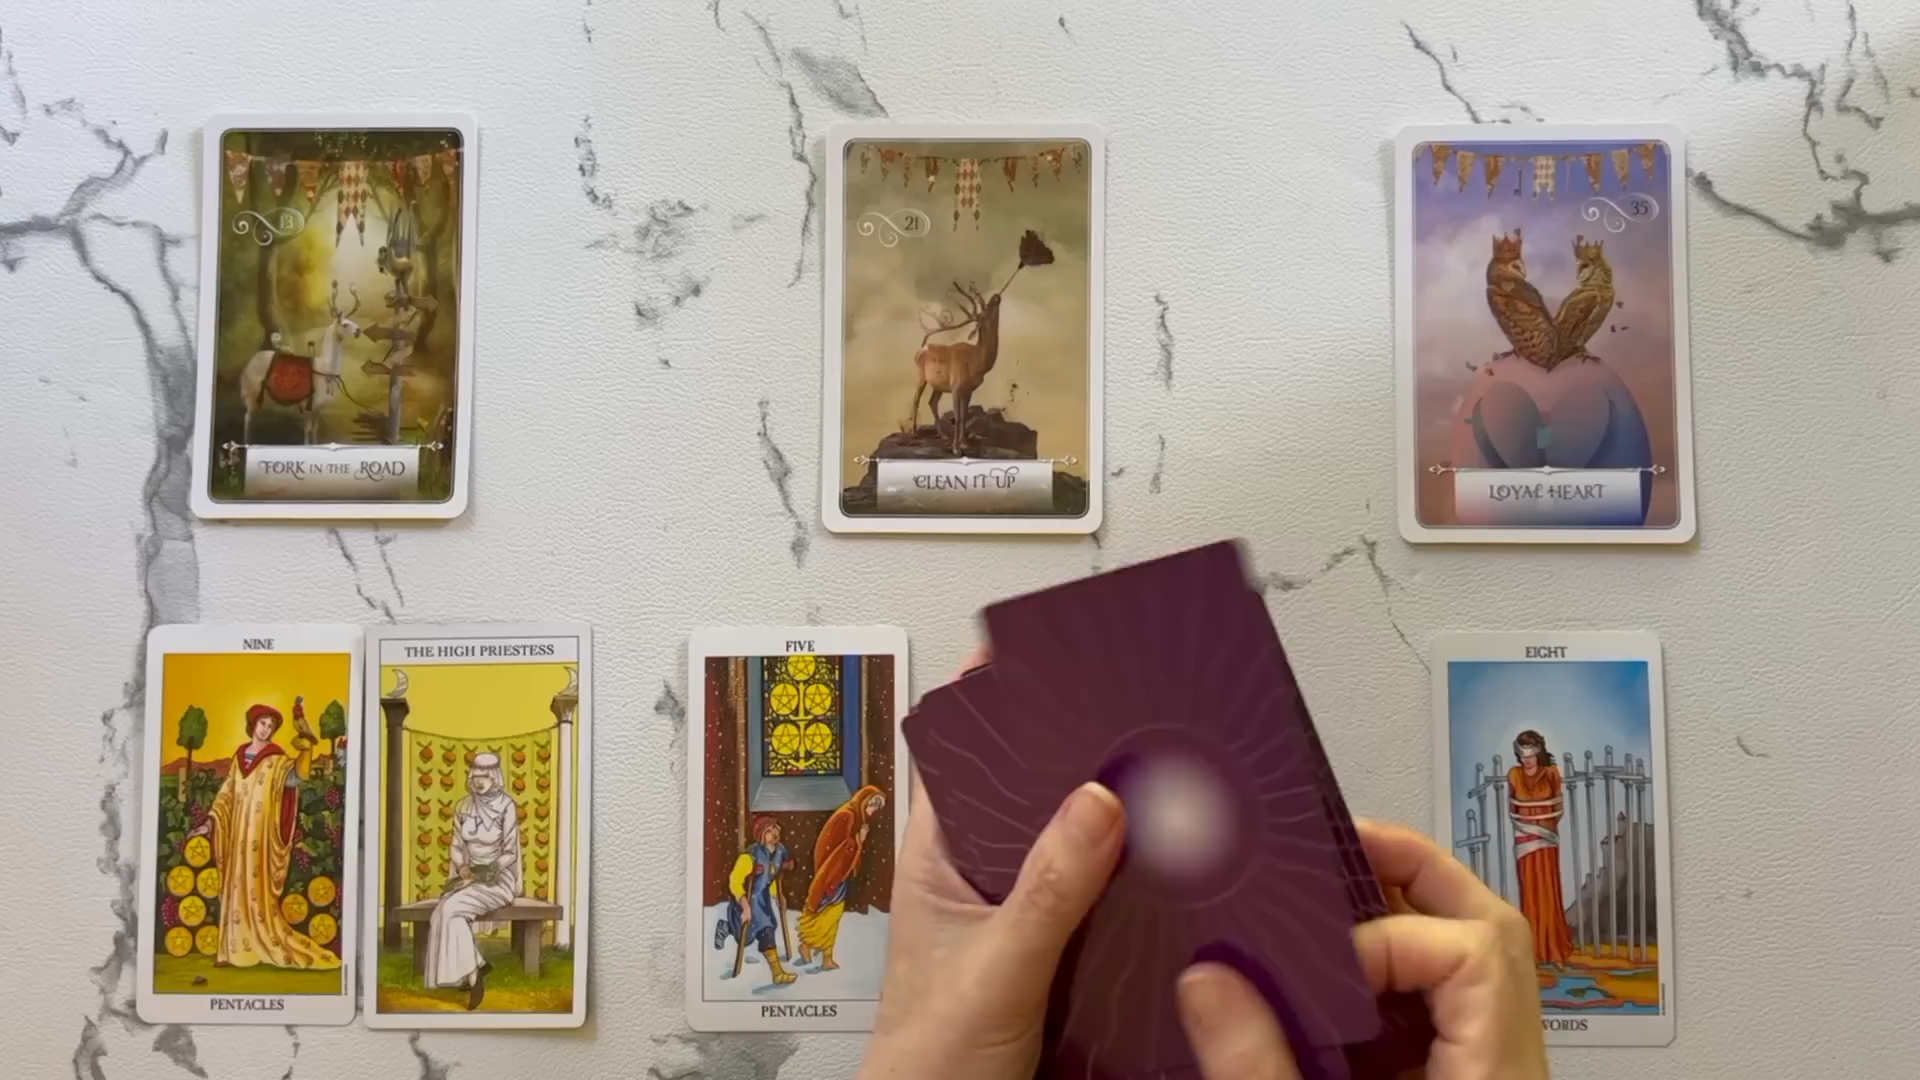 13
FORK IN THE ROAD
21
CLEAN IT UP
35
LOYAL HEART
NINE
PENTACLES
THE HIGH PRIESTESS
FIVE
PENTACLES
EIGHT
WORDS